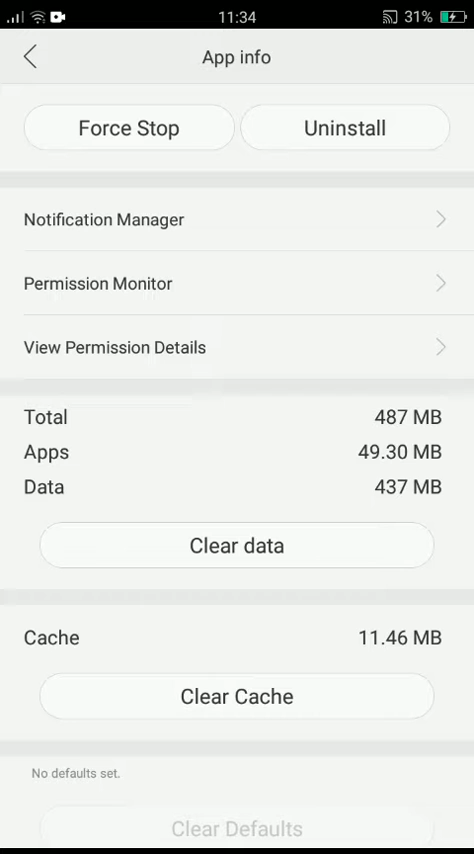 11:34
31%
App info
Force Stop
Uninstall
Notification Manager
Permission Monitor
View Permission Details
Total 487 MB
Apps 49.30 MB
Data 437 MB
Clear data
Cache 11.46 MB
Clear Cache
No defaults set.
Clear Defaults